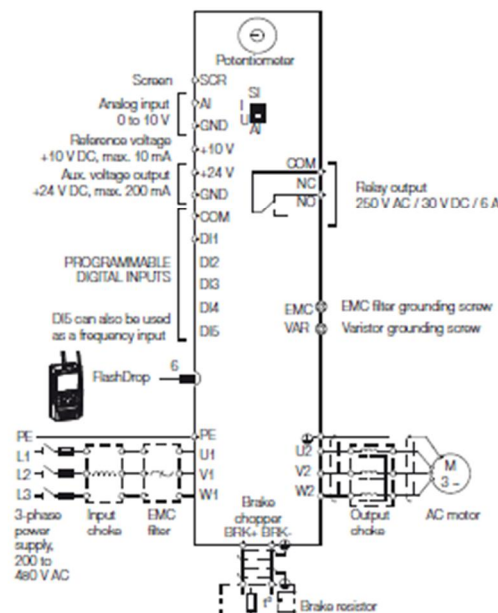 Potentiometer
Screen
SCR
Analog input
0 to 10 V
AI
GND
SI
I
U
AI
Reference voltage
+10 V DC, max. 10 mA
+10 V
Aux. voltage output
+24 V DC, max. 200 mA
+24 V
GND
COM
NC
NO
Relay output
250 V AC / 30 V DC / 6 A
COM
DI1
PROGRAMMABLE
DIGITAL INPUTS
DI2
DI3
DI4
DI5
DI5 can also be used
as a frequency input
EMC
EMC filter grounding screw
VAR
Varistor grounding screw
6
FlashDrop
PE
PE
L1
U1
U2
L2
V1
V2
L3
W1
W2
M
3 ~
3-phase
power
supply,
200 to
480 V AC
Input
choke
EMC
filter
Brake
chopper
BRK+ BRK-
Output
choke
AC motor
t°
Brake resistor